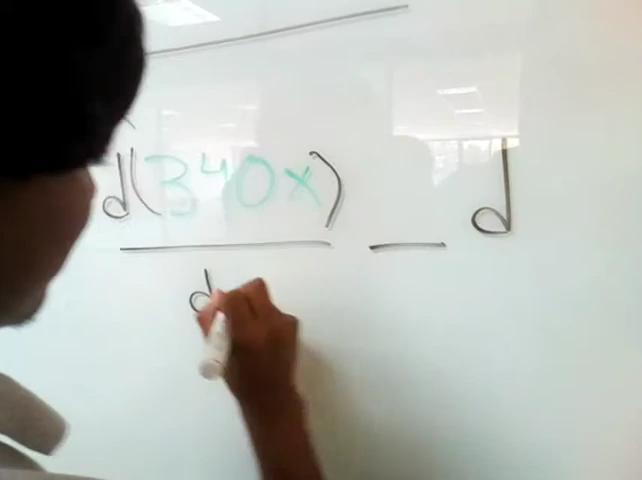 d(340x) — d
d